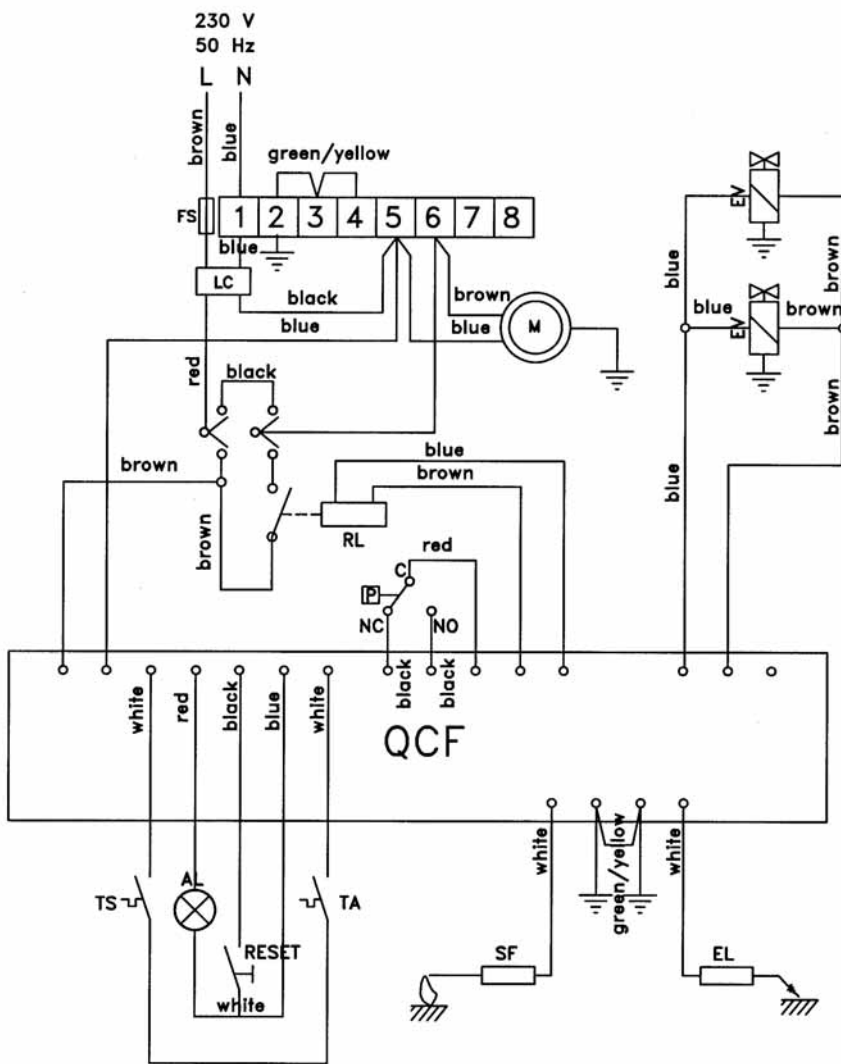 230 V
50 Hz
L N
brown
blue
green/yellow
FS
1 2 3 4 5 6 7 8
blue
LC
black
blue
brown
blue
M
EV
blue
brown
blue
EV
brown
red
black
brown
blue
brown
brown
blue
brown
RL
red
C
P
NC
NO
white
red
black
blue
white
black
black
QCF
white
green/yellow
white
TS
AL
TA
RESET
white
SF
EL